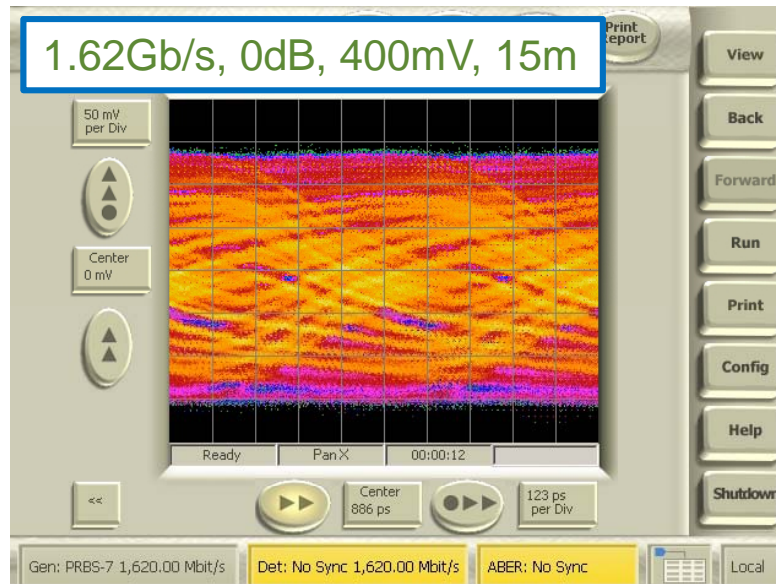 Print
Report
1.62Gb/s, 0dB, 400mV, 15m
View
50 mV
per Div
Back
Forward
Center
0 mV
Run
Print
Config
Help
Ready Pan X 00:00:12
<< Center
886 ps 123 ps
per Div
Shutdown
Gen: PRBS-7 1,620.00 Mbit/s Det: No Sync 1,620.00 Mbit/s ABER: No Sync Local